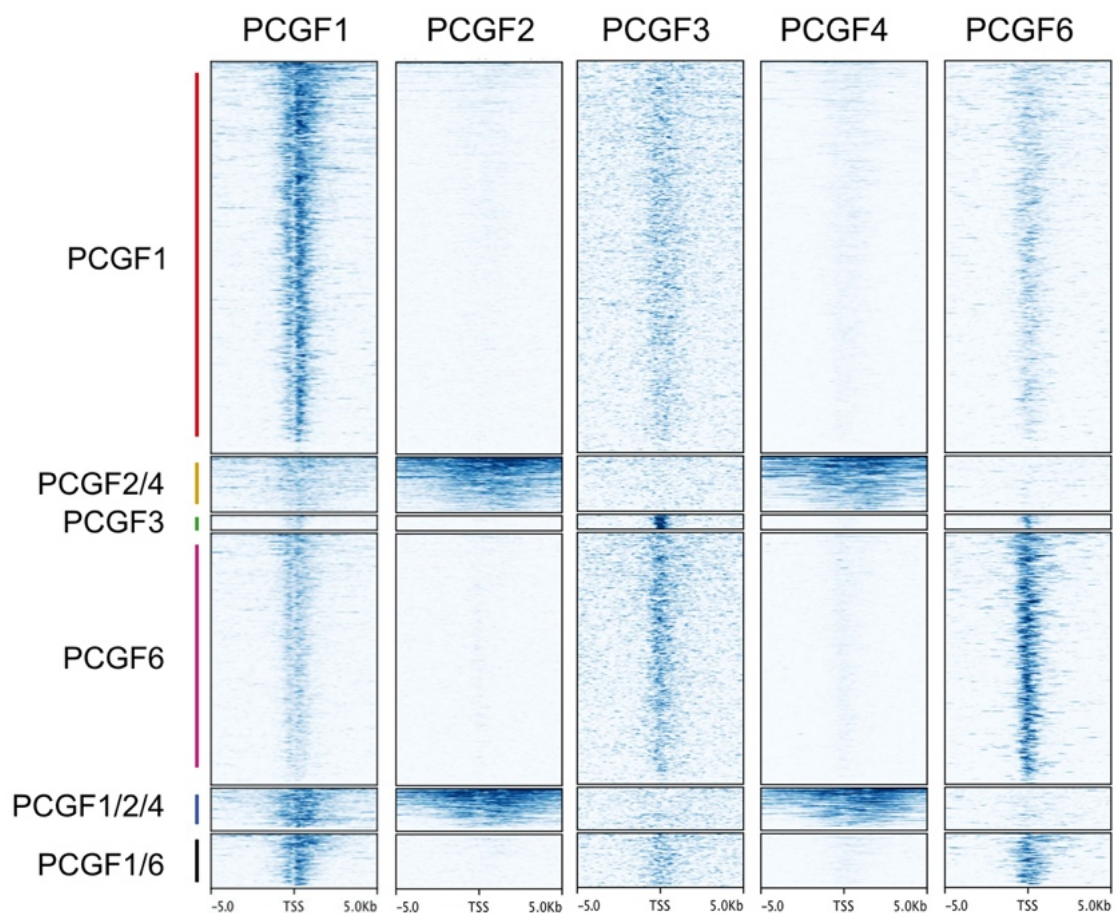 PCGF1 PCGF2 PCGF3 PCGF4 PCGF6
PCGF1
PCGF2/4
PCGF3
PCGF6
PCGF1/2/4
PCGF1/6
-5.0 TSS 5.0Kb -5.0 TSS 5.0Kb -5.0 TSS 5.0Kb -5.0 TSS 5.0Kb -5.0 TSS 5.0Kb